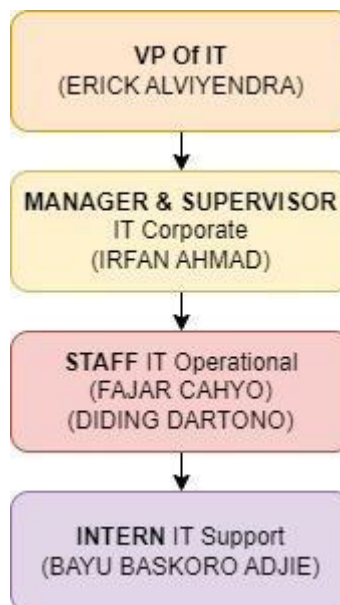 VP Of IT
(ERICK ALVIYENDRA)
MANAGER & SUPERVISOR
IT Corporate
(IRFAN AHMAD)
STAFF IT Operational
(FAJAR CAHYO)
(DIDING DARTONO)
INTERN IT Support
(BAYU BASKORO ADJIE)